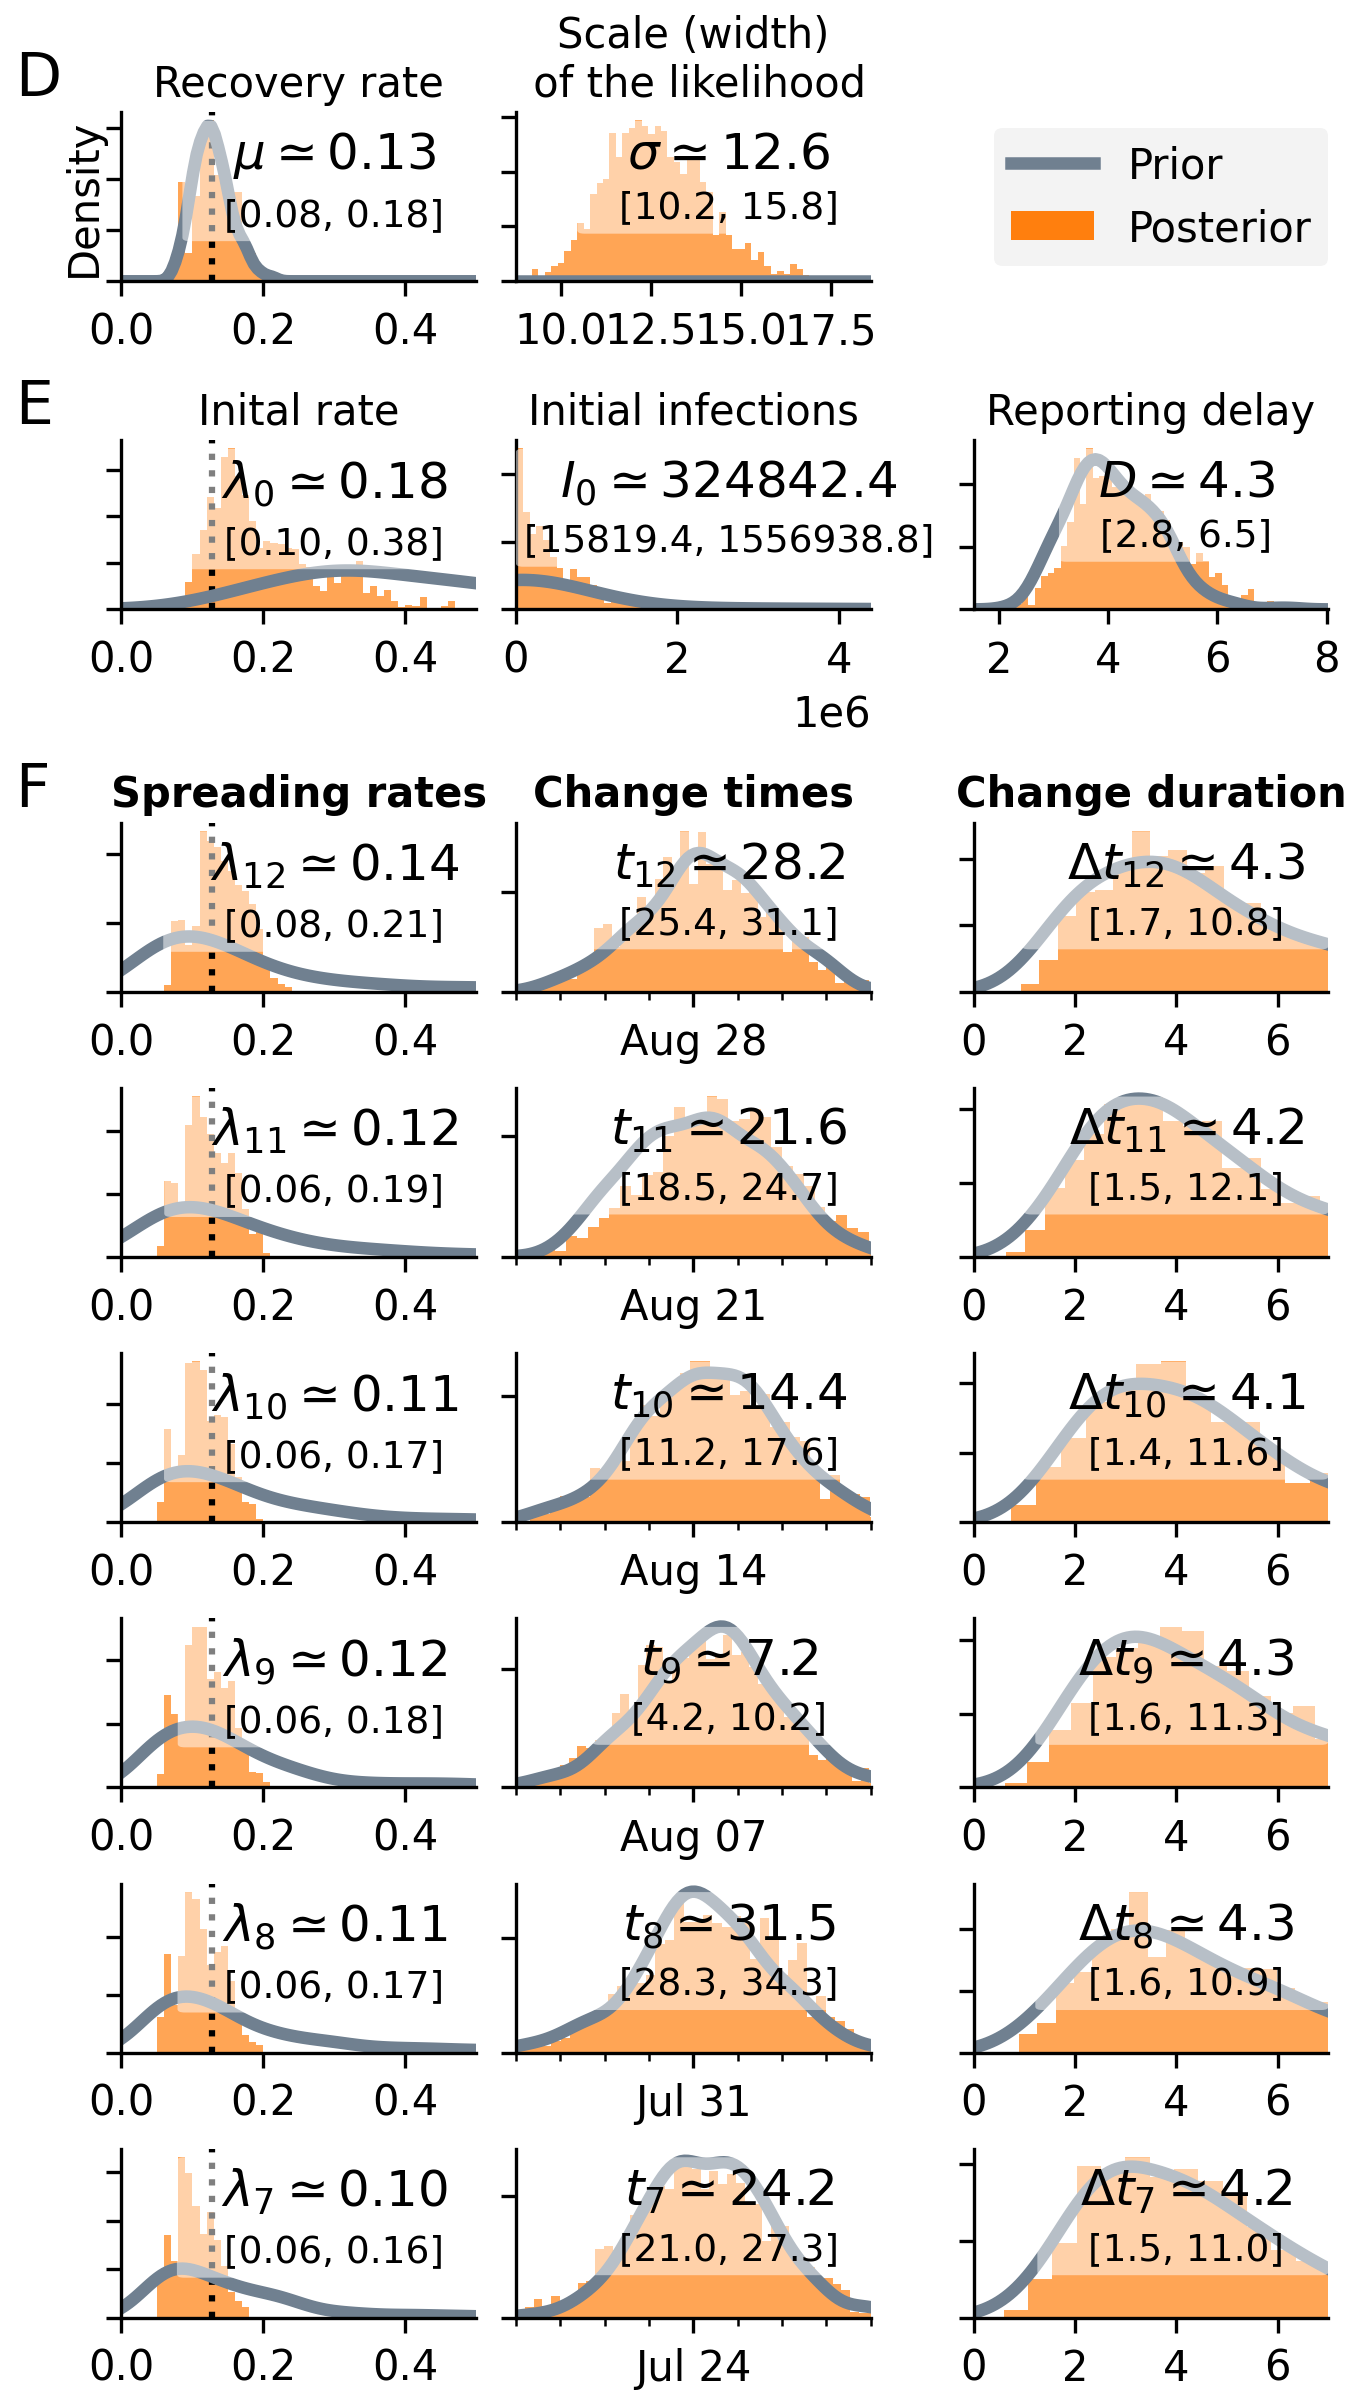 D
Recovery rate
Scale (width)
of the likelihood
Density
μ ≃ 0.13
[0.08, 0.18]
0.0 0.2 0.4
σ ≃ 12.6
[10.2, 15.8]
10.0 12.5 15.0 17.5
Prior
Posterior
E
Inital rate
λ0 ≃ 0.18
[0.10, 0.38]
0.0 0.2 0.4
Initial infections
I0 ≃ 324842.4
[15819.4, 1556938.8]
0 2 4
1e6
Reporting delay
D ≃ 4.3
[2.8, 6.5]
2 4 6 8
F
Spreading rates Change times Change duration
λ12 ≃ 0.14
[0.08, 0.21]
0.0 0.2 0.4
t12 ≃ 28.2
[25.4, 31.1]
Aug 28
Δt12 ≃ 4.3
[1.7, 10.8]
0 2 4 6
λ11 ≃ 0.12
[0.06, 0.19]
0.0 0.2 0.4
t11 ≃ 21.6
[18.5, 24.7]
Aug 21
Δt11 ≃ 4.2
[1.5, 12.1]
0 2 4 6
λ10 ≃ 0.11
[0.06, 0.17]
0.0 0.2 0.4
t10 ≃ 14.4
[11.2, 17.6]
Aug 14
Δt10 ≃ 4.1
[1.4, 11.6]
0 2 4 6
λ9 ≃ 0.12
[0.06, 0.18]
0.0 0.2 0.4
t9 ≃ 7.2
[4.2, 10.2]
Aug 07
Δt9 ≃ 4.3
[1.6, 11.3]
0 2 4 6
λ8 ≃ 0.11
[0.06, 0.17]
0.0 0.2 0.4
t8 ≃ 31.5
[28.3, 34.3]
Jul 31
Δt8 ≃ 4.3
[1.6, 10.9]
0 2 4 6
λ7 ≃ 0.10
[0.06, 0.16]
0.0 0.2 0.4
t7 ≃ 24.2
[21.0, 27.3]
Jul 24
Δt7 ≃ 4.2
[1.5, 11.0]
0 2 4 6